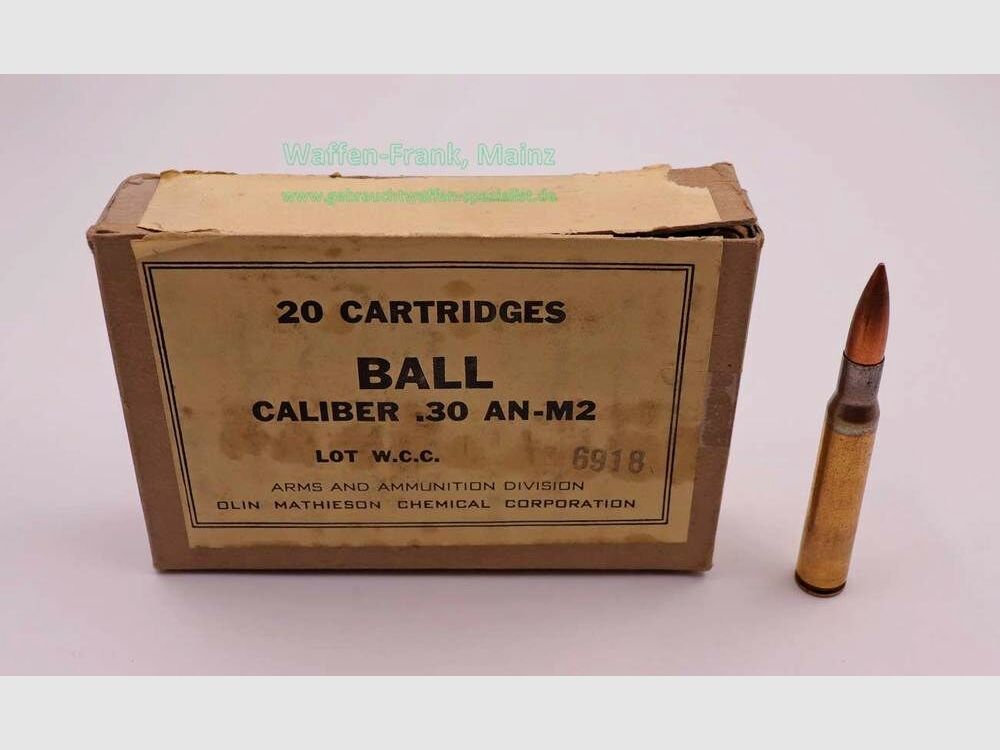 Waffen-Frank, Mainz
www.gebrauchtwaffen-spezialist.de
20 CARTRIDGES
BALL
CALIBER .30 AN-M2
LOT W.C.C. 6918
ARMS AND AMMUNITION DIVISION
OLIN MATHIESON CHEMICAL CORPORATION